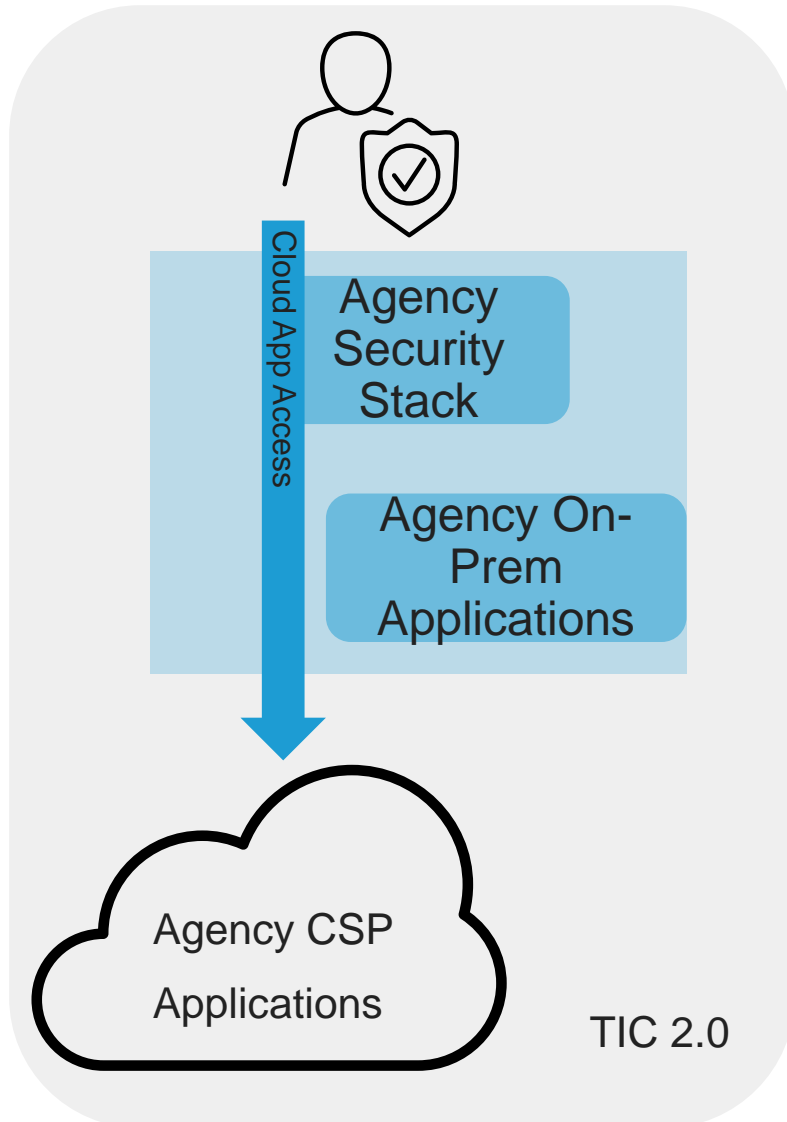 Cloud App Access
Agency
Security
Stack
Agency On-
Prem
Applications
Agency CSP
Applications
TIC 2.0